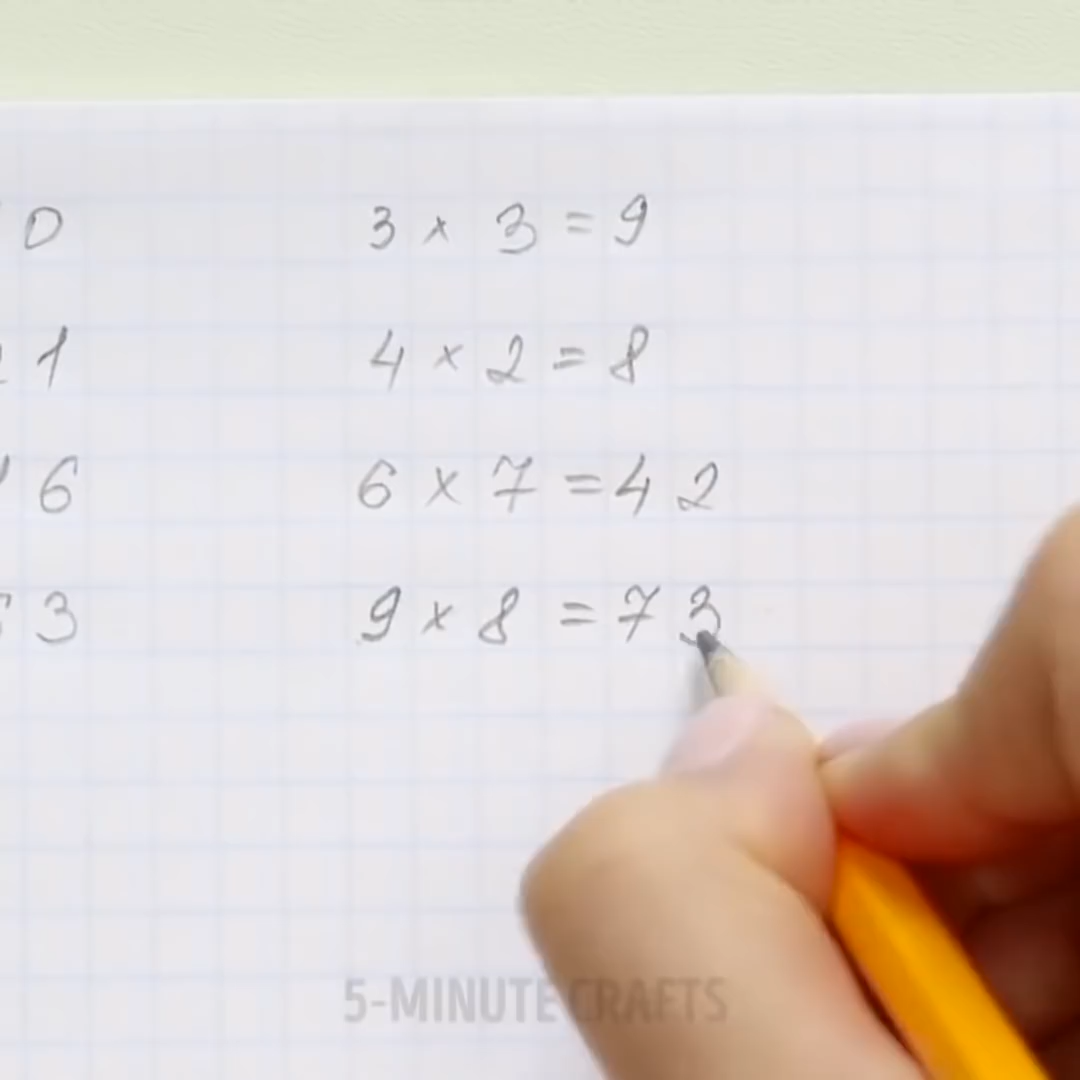 0 3 × 3 = 9
1 4 × 2 = 8
6 6 × 7 = 42
3 9 × 8 = 73
5-MINUTE CRAFTS